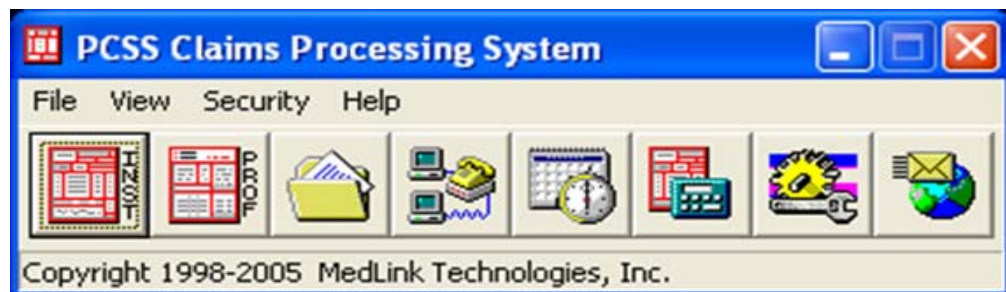 PCSS Claims Processing System
File View Security Help
INST
PROF
Copyright 1998-2005 MedLink Technologies, Inc.